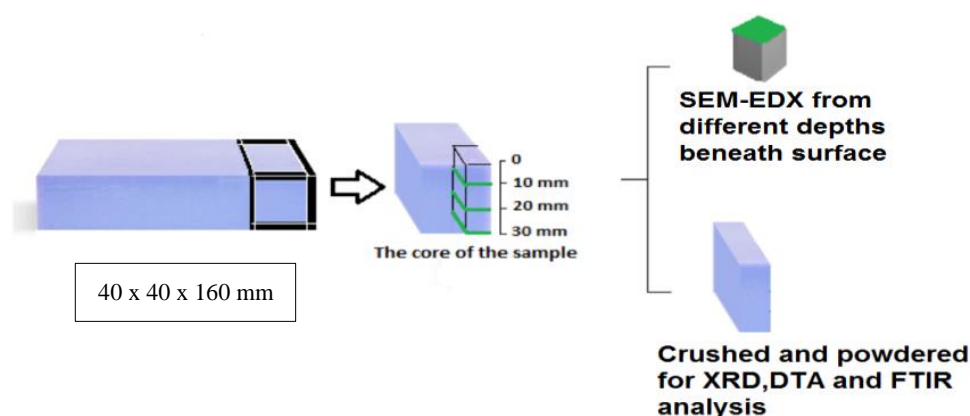 SEM-EDX from
different depths
beneath surface
0
10 mm
20 mm
30 mm
The core of the sample
40 x 40 x 160 mm
Crushed and powdered
for XRD,DTA and FTIR
analysis